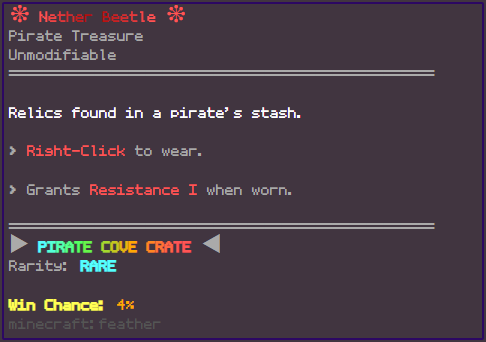 ❇ Nether Beetle ❇
Pirate Treasure
Unmodifiable
Relics found in a pirate's stash.
> Right-Click to wear.
> Grants Resistance I when worn.
▶ PIRATE COVE CRATE ◀
Rarity: RARE
Win Chance: 4%
minecraft:feather